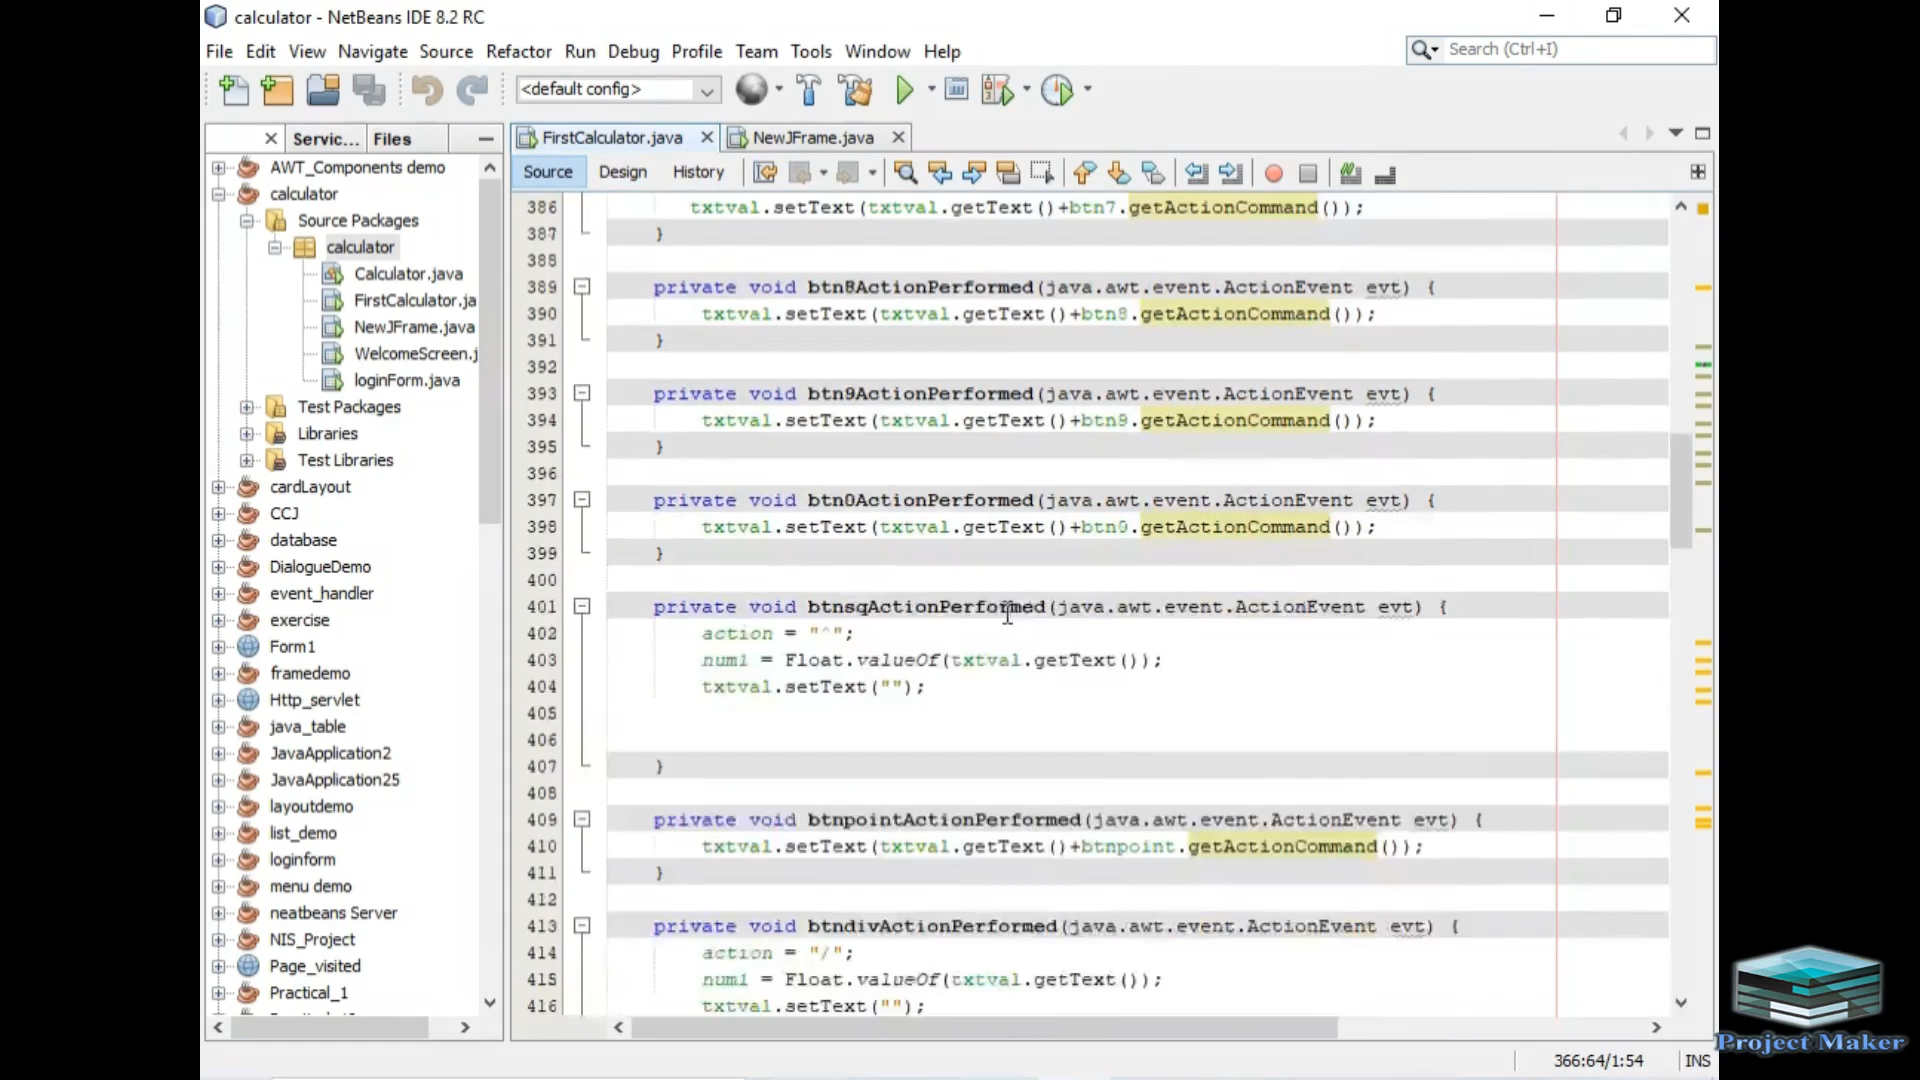 calculator - NetBeans IDE 8.2 RC
File Edit View Navigate Source Refactor Run Debug Profile Team Tools Window Help
Search (Ctrl+I)
<default config>
Servic... Files
FirstCalculator.java NewJFrame.java
Source Design History
AWT_Components demo
calculator
Source Packages
calculator
Calculator.java
FirstCalculator.ja
NewJFrame.java
WelcomeScreen.j
loginForm.java
Test Packages
Libraries
Test Libraries
cardLayout
CCJ
database
DialogueDemo
event_handler
exercise
Form1
framedemo
Http_servlet
java_table
JavaApplication2
JavaApplication25
layoutdemo
list_demo
loginform
menu demo
neatbeans Server
NIS_Project
Page_visited
Practical_1
386 txtval.setText(txtval.getText()+btn7.getActionCommand());
387 }
388
389 private void btn8ActionPerformed(java.awt.event.ActionEvent evt) {
390 txtval.setText(txtval.getText()+btn8.getActionCommand());
391 }
392
393 private void btn9ActionPerformed(java.awt.event.ActionEvent evt) {
394 txtval.setText(txtval.getText()+btn9.getActionCommand());
395 }
396
397 private void btn0ActionPerformed(java.awt.event.ActionEvent evt) {
398 txtval.setText(txtval.getText()+btn0.getActionCommand());
399 }
400
401 private void btnsqActionPerformed(java.awt.event.ActionEvent evt) {
402 action = "^";
403 num1 = Float.valueOf(txtval.getText());
404 txtval.setText("");
405
406
407 }
408
409 private void btnpointActionPerformed(java.awt.event.ActionEvent evt) {
410 txtval.setText(txtval.getText()+btnpoint.getActionCommand());
411 }
412
413 private void btndivActionPerformed(java.awt.event.ActionEvent evt) {
414 action = "/";
415 num1 = Float.valueOf(txtval.getText());
416 txtval.setText("");
366:64/1:54 INS
Project Maker